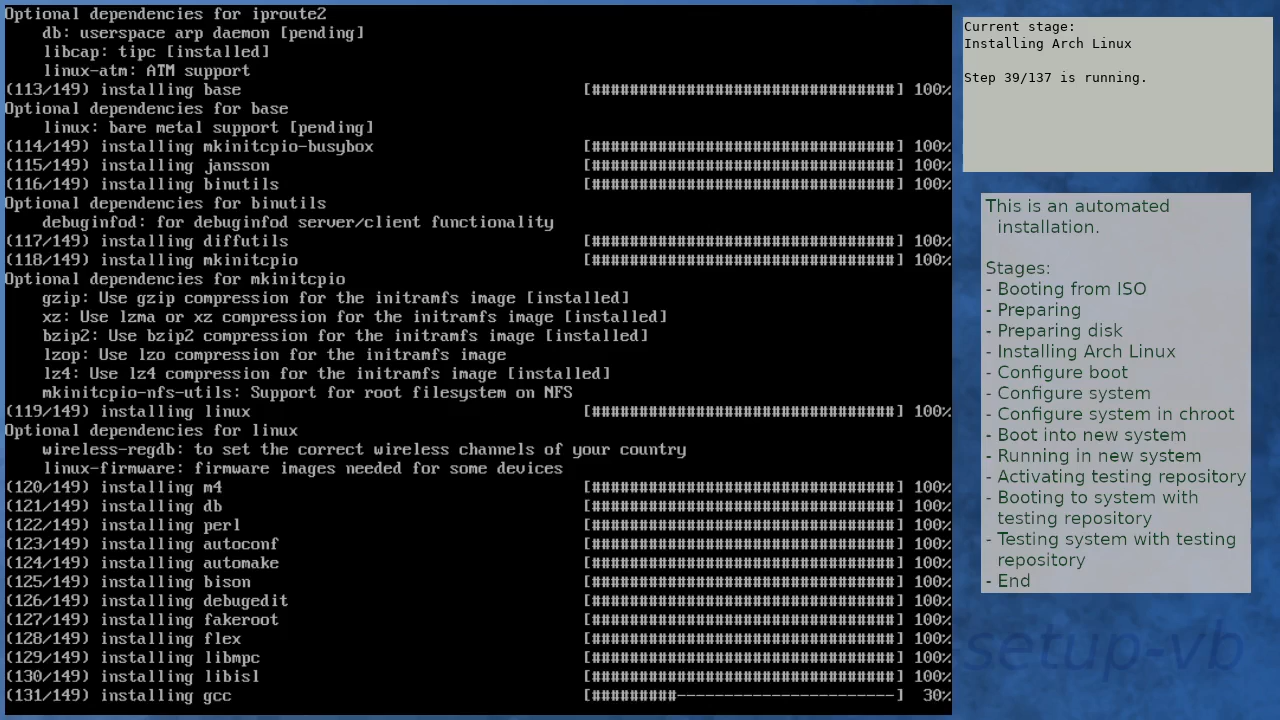 Optional dependencies for iproute2
db: userspace arp daemon [pending]
libcap: tipc [installed]
linux-atm: ATM support
(113/149) installing base [################################] 100%
Optional dependencies for base
linux: bare metal support [pending]
(114/149) installing mkinitcpio-busybox [################################] 100%
(115/149) installing jansson [################################] 100%
(116/149) installing binutils [################################] 100%
Optional dependencies for binutils
debuginfod: for debuginfod server/client functionality
(117/149) installing diffutils [################################] 100%
(118/149) installing mkinitcpio [################################] 100%
Optional dependencies for mkinitcpio
gzip: Use gzip compression for the initramfs image [installed]
xz: Use lzma or xz compression for the initramfs image [installed]
bzip2: Use bzip2 compression for the initramfs image [installed]
lzop: Use lzo compression for the initramfs image
lz4: Use lz4 compression for the initramfs image [installed]
mkinitcpio-nfs-utils: Support for root filesystem on NFS
(119/149) installing linux [################################] 100%
Optional dependencies for linux
wireless-regdb: to set the correct wireless channels of your country
linux-firmware: firmware images needed for some devices
(120/149) installing m4 [################################] 100%
(121/149) installing db [################################] 100%
(122/149) installing perl [################################] 100%
(123/149) installing autoconf [################################] 100%
(124/149) installing automake [################################] 100%
(125/149) installing bison [################################] 100%
(126/149) installing debugedit [################################] 100%
(127/149) installing fakeroot [################################] 100%
(128/149) installing flex [################################] 100%
(129/149) installing libmpc [################################] 100%
(130/149) installing libisl [################################] 100%
(131/149) installing gcc [#########-----------------------] 30%
Current stage:
Installing Arch Linux
Step 39/137 is running.
This is an automated
installation.
Stages:
- Booting from ISO
- Preparing
- Preparing disk
- Installing Arch Linux
- Configure boot
- Configure system
- Configure system in chroot
- Boot into new system
- Running in new system
- Activating testing repository
- Booting to system with
testing repository
- Testing system with testing
repository
- End
setup-vb